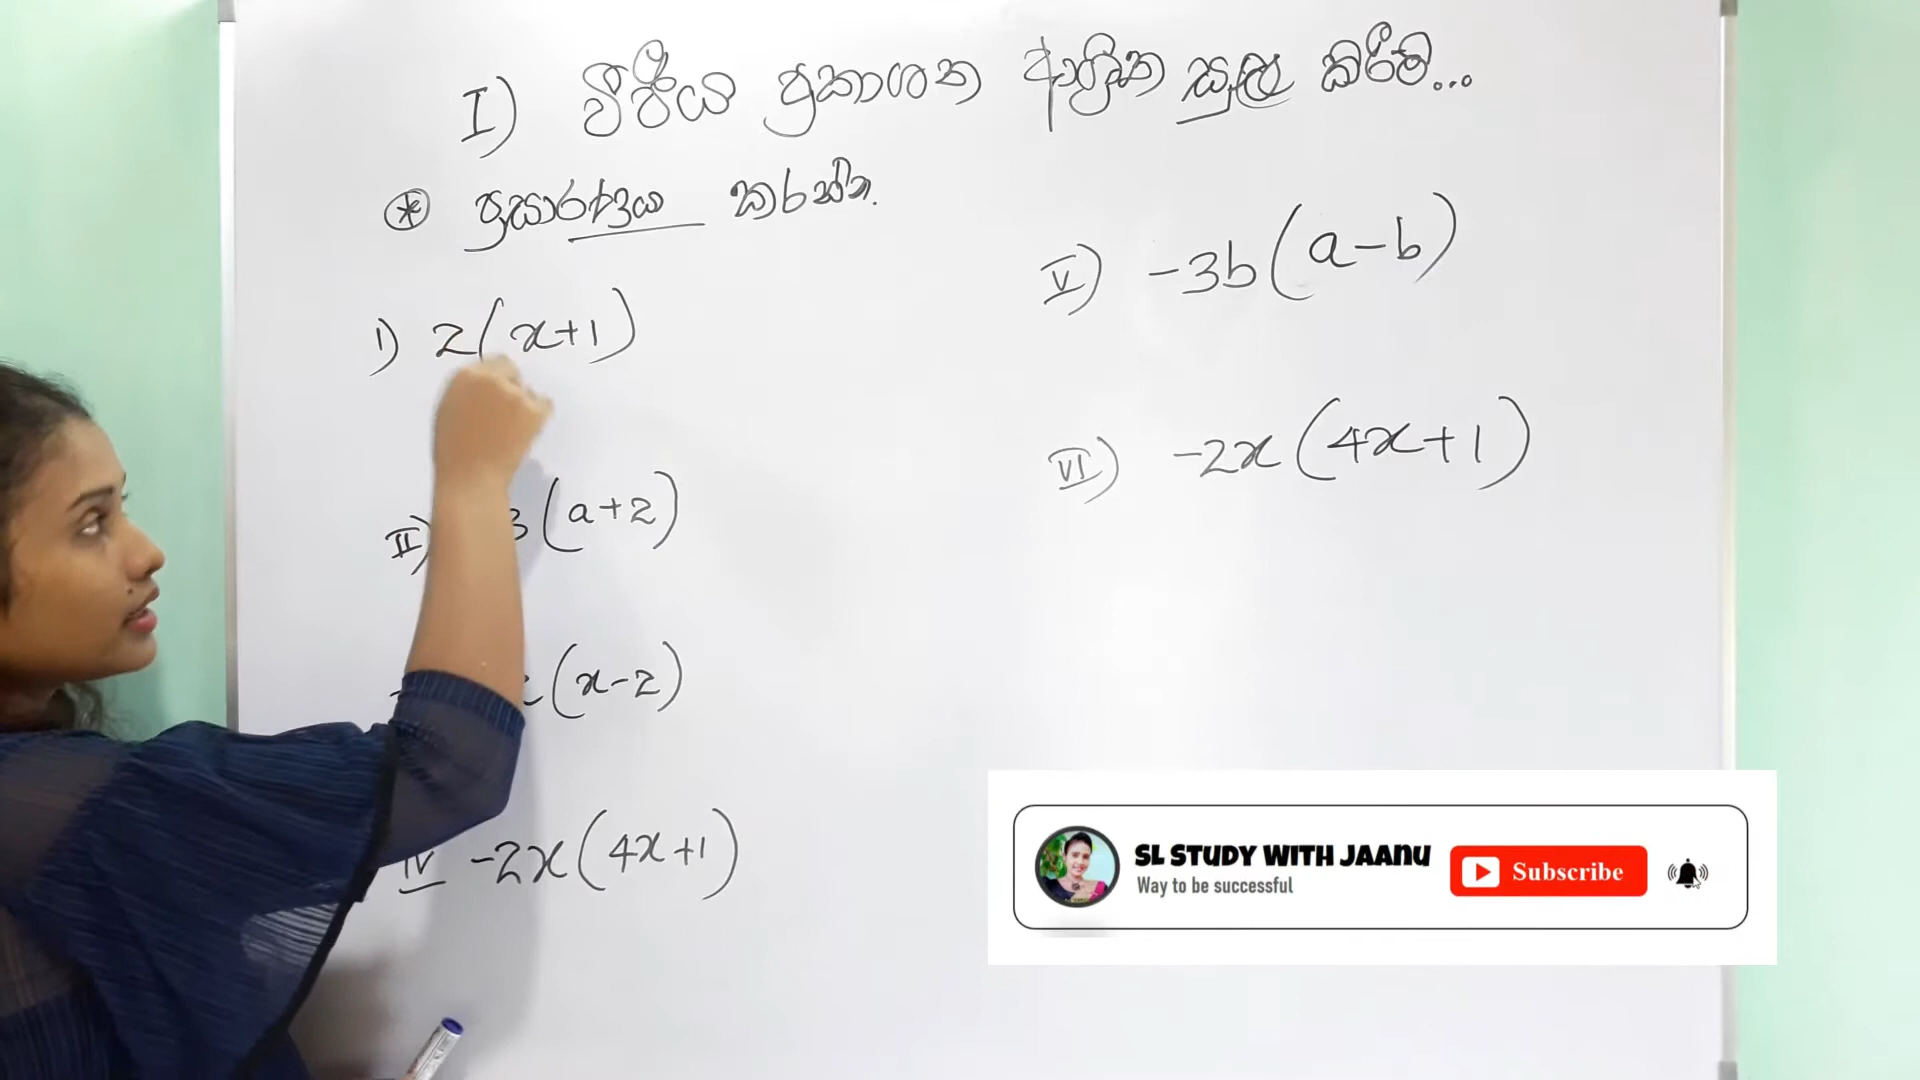 I) වීජීය ප්‍රකාශන ආශ්‍රිත සුළු කිරීම්...
* ප්‍රසාරණය කරන්න.
I) 2(x+1)
II) 3(a+2)
(x-2)
IV -2x(4x+1)
V) -3b(a-b)
VI) -2x(4x+1)
SL STUDY WITH JAANU
Way to be successful
Subscribe